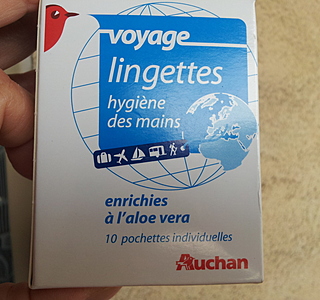 voyage
lingettes
hygiène
des mains
enrichies
à l'aloe vera
10 pochettes individuelles
Auchan